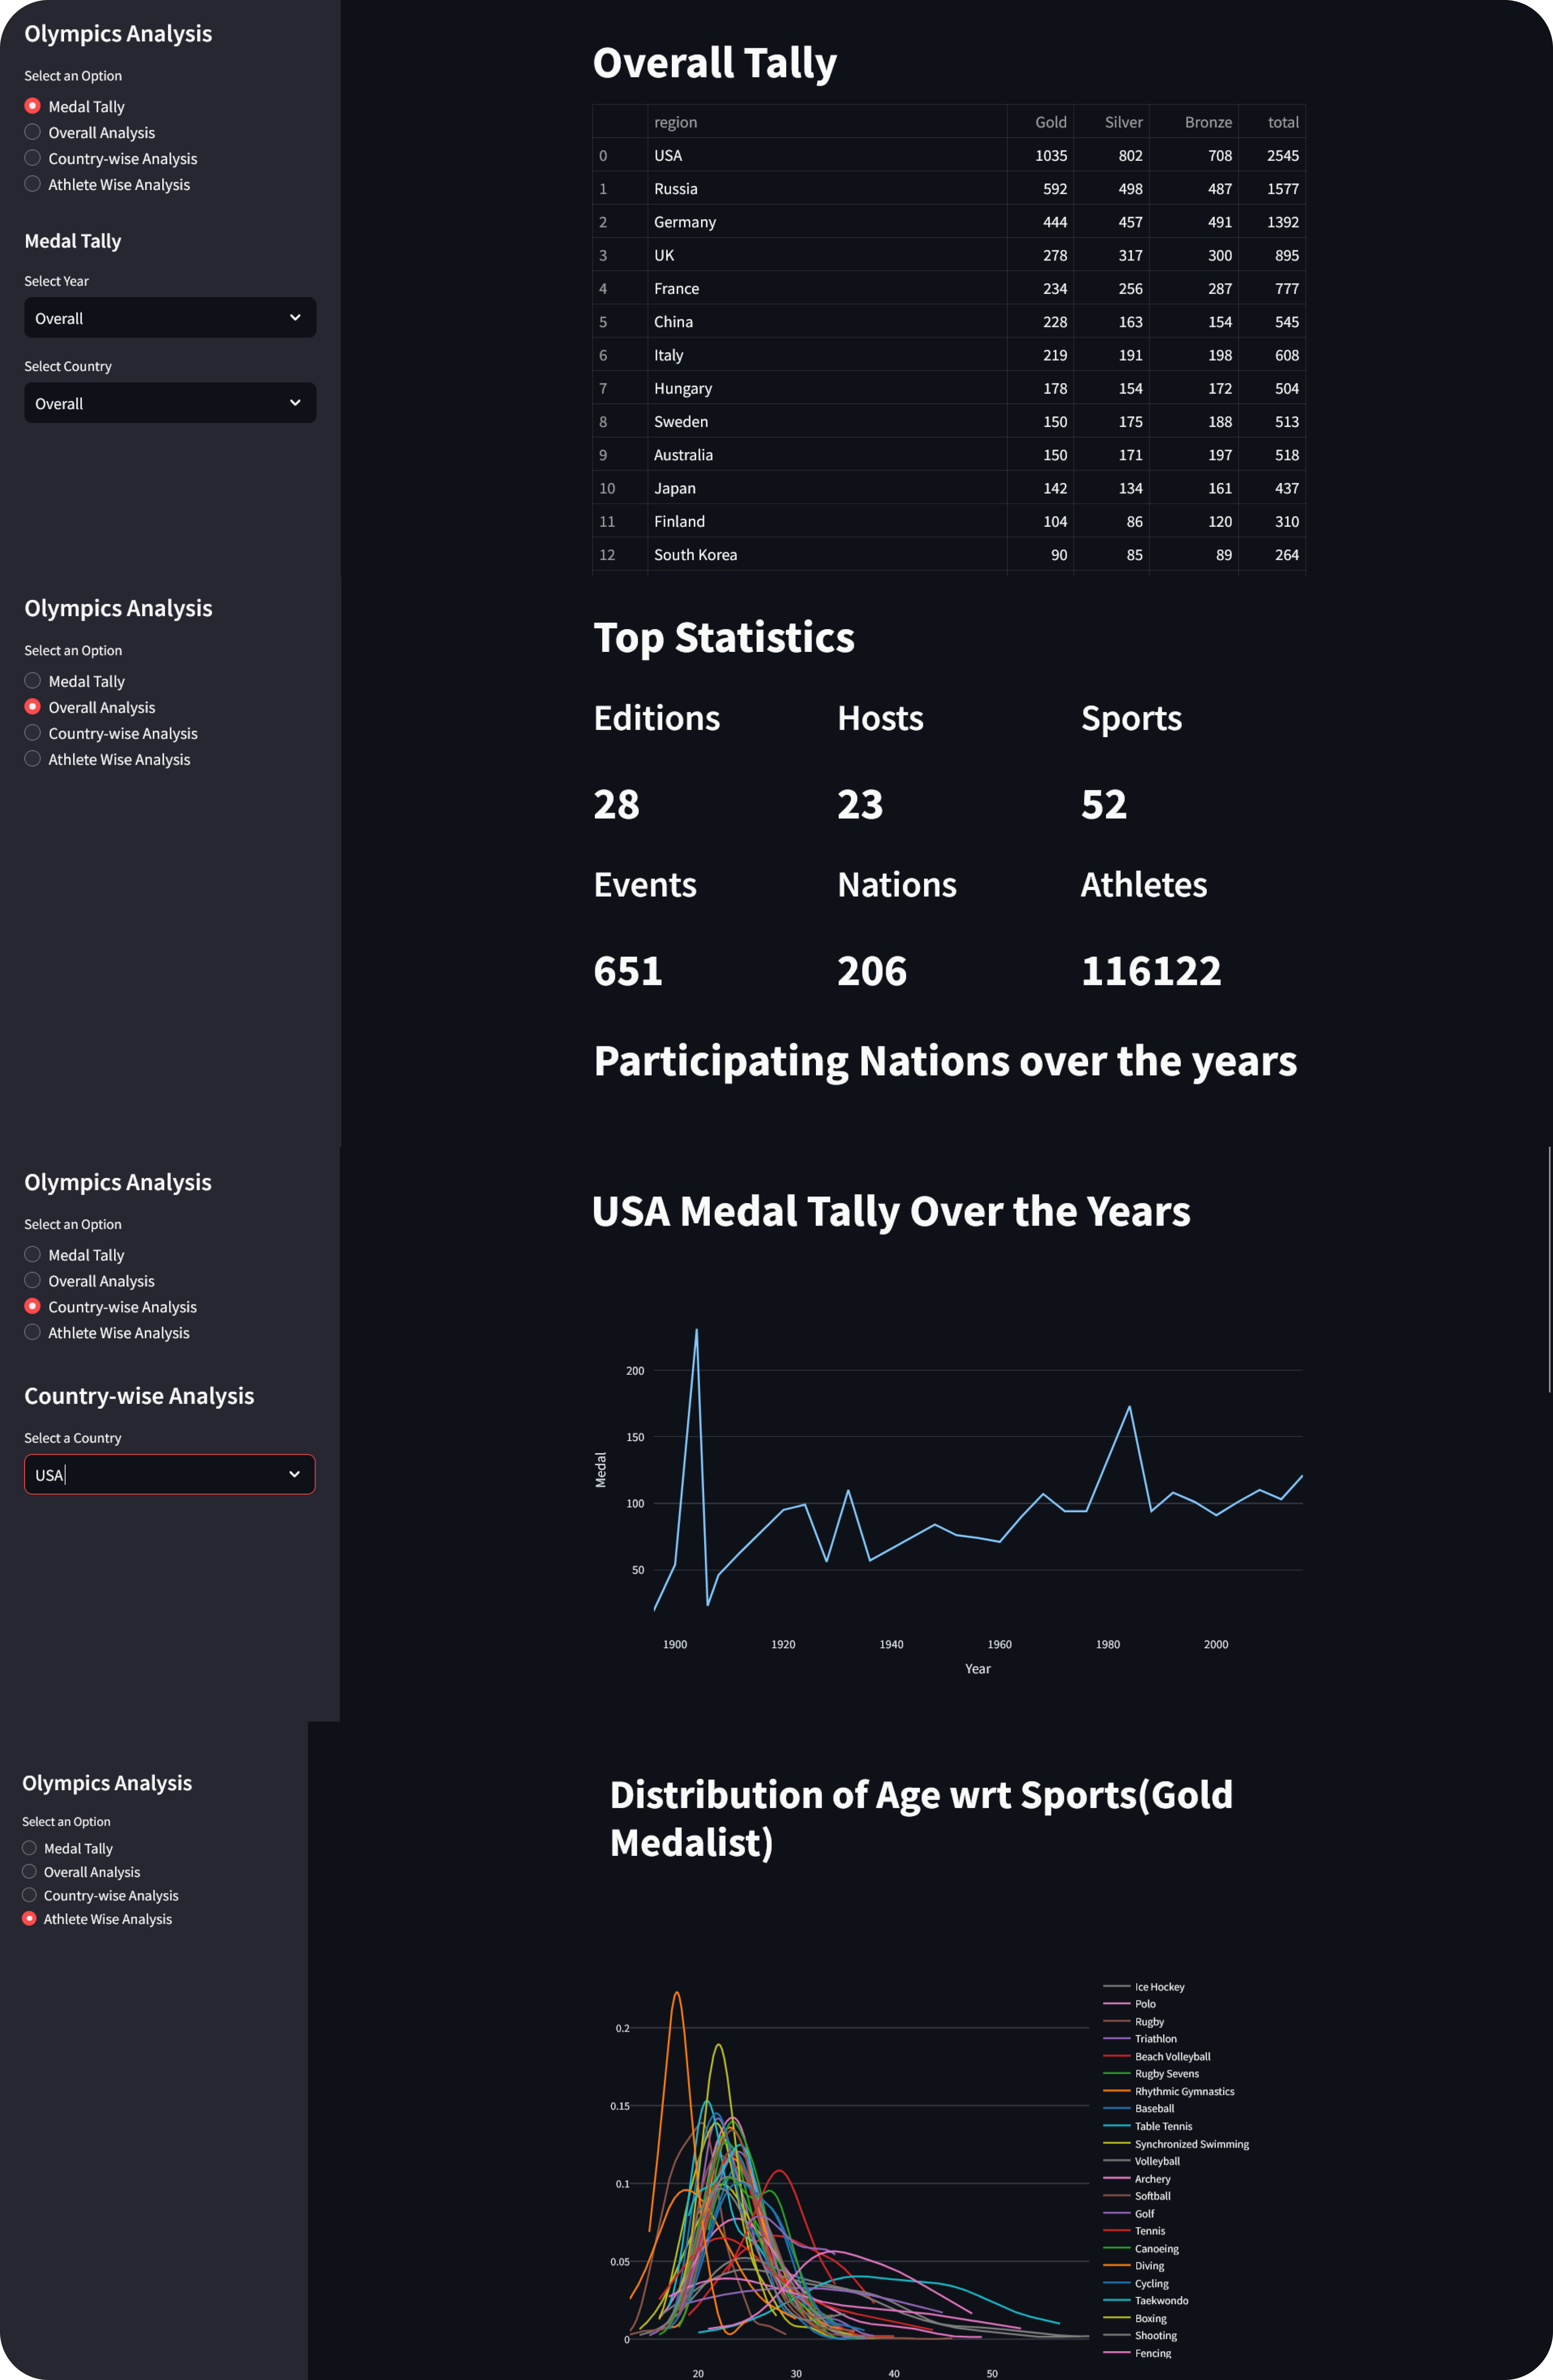 Olympics Analysis
Select an Option
Medal Tally
Overall Analysis
Country-wise Analysis
Athlete Wise Analysis
Medal Tally
Select Year
Overall
Select Country
Overall
Overall Tally
region Gold Silver Bronze total
0 USA 1035 802 708 2545
1 Russia 592 498 487 1577
2 Germany 444 457 491 1392
3 UK 278 317 300 895
4 France 234 256 287 777
5 China 228 163 154 545
6 Italy 219 191 198 608
7 Hungary 178 154 172 504
8 Sweden 150 175 188 513
9 Australia 150 171 197 518
10 Japan 142 134 161 437
11 Finland 104 86 120 310
12 South Korea 90 85 89 264
Olympics Analysis
Select an Option
Medal Tally
Overall Analysis
Country-wise Analysis
Athlete Wise Analysis
Top Statistics
Editions Hosts Sports
28 23 52
Events Nations Athletes
651 206 116122
Participating Nations over the years
Olympics Analysis
Select an Option
Medal Tally
Overall Analysis
Country-wise Analysis
Athlete Wise Analysis
Country-wise Analysis
Select a Country
USA
USA Medal Tally Over the Years
200
150
100
50
Medal
1900 1920 1940 1960 1980 2000
Year
Olympics Analysis
Select an Option
Medal Tally
Overall Analysis
Country-wise Analysis
Athlete Wise Analysis
Distribution of Age wrt Sports(Gold
Medalist)
0.2
0.15
0.1
0.05
0
20 30 40 50
Ice Hockey
Polo
Rugby
Triathlon
Beach Volleyball
Rugby Sevens
Rhythmic Gymnastics
Baseball
Table Tennis
Synchronized Swimming
Volleyball
Archery
Softball
Golf
Tennis
Canoeing
Diving
Cycling
Taekwondo
Boxing
Shooting
Fencing